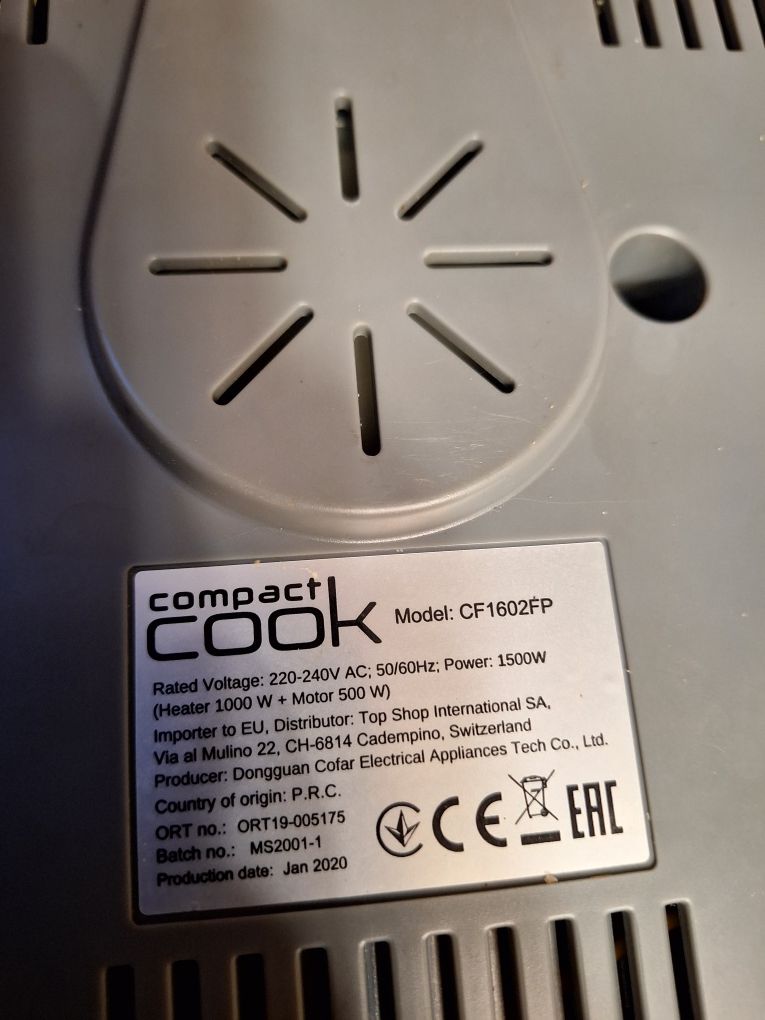 compact
cook
Model: CF1602FP
Rated Voltage: 220-240V AC; 50/60Hz; Power: 1500W
(Heater 1000 W + Motor 500 W)
Importer to EU, Distributor: Top Shop International SA,
Via al Mulino 22, CH-6814 Cadempino, Switzerland
Producer: Dongguan Cofar Electrical Appliances Tech Co., Ltd.
Country of origin: P.R.C.
ORT no.: ORT19-005175
Batch no.: MS2001-1
Production date: Jan 2020
CE EAC